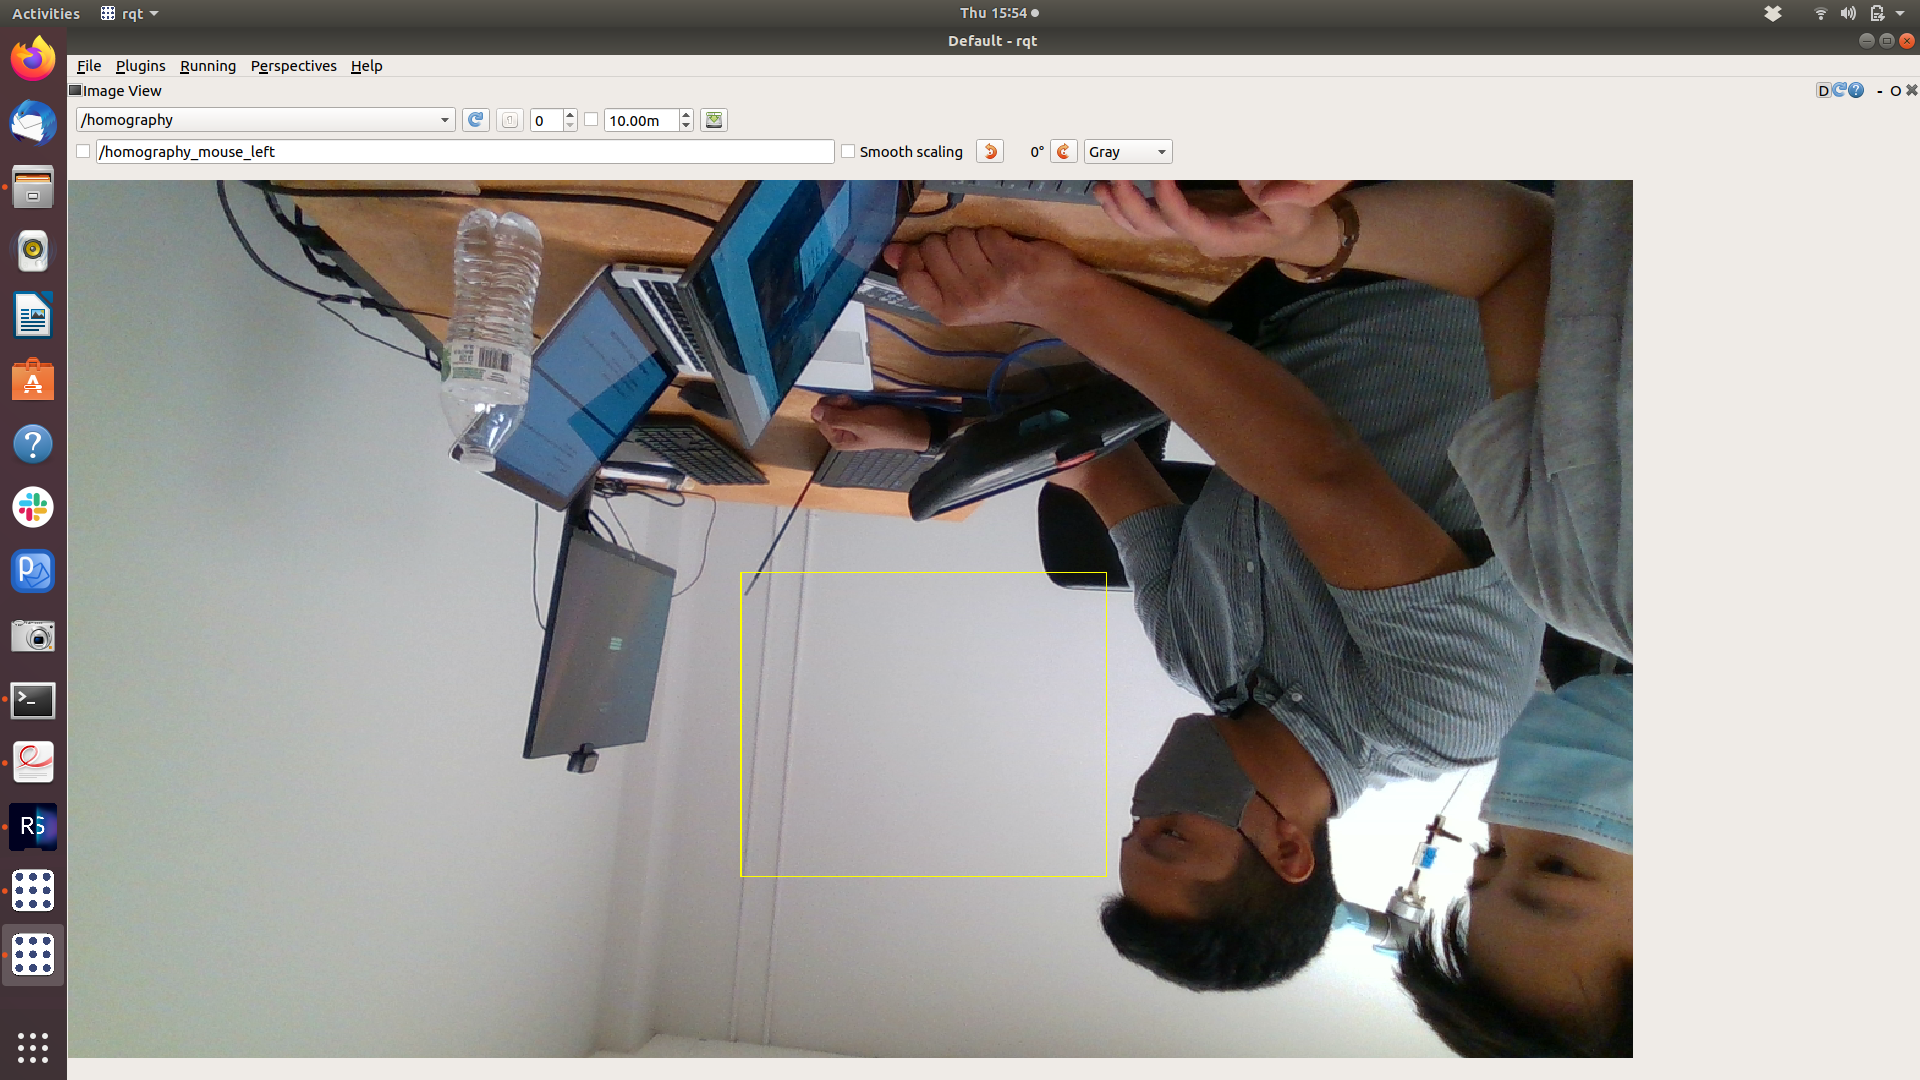 Activities
rqt
Thu 15:54
Default - rqt
File Plugins Running Perspectives Help
Image View
D
- O
/homography
0
10.00m
/homography_mouse_left
Smooth scaling
0°
Gray
RS